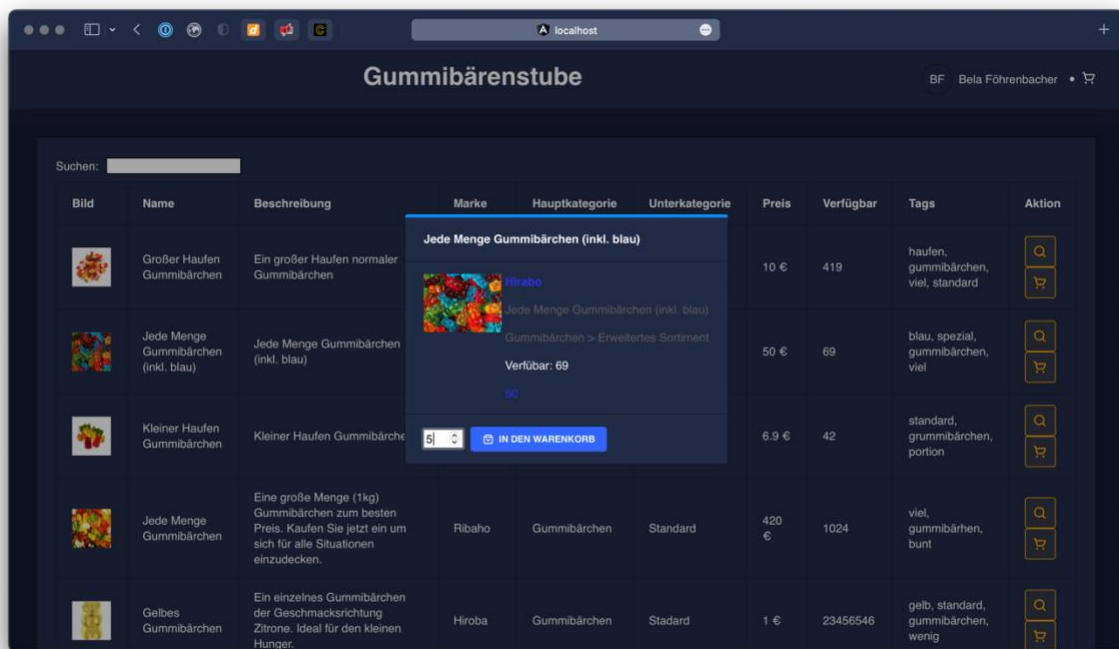 localhost
Gummibärenstube
BF Bela Föhrenbacher
Suchen:
Bild Name Beschreibung Marke Hauptkategorie Unterkategorie Preis Verfügbar Tags Aktion
Großer Haufen
Gummibärchen
Ein großer Haufen normaler
Gummibärchen
10 €
419
haufen,
gummibärchen,
viel, standard
Jede Menge
Gummibärchen
(inkl. blau)
Jede Menge Gummibärchen
(inkl. blau)
50 €
69
blau, spezial,
gummibärchen,
viel
Kleiner Haufen
Gummibärchen
Kleiner Haufen Gummibärche
6.9 €
42
standard,
grummibärchen,
portion
Jede Menge
Gummibärchen
Eine große Menge (1kg)
Gummibärchen zum besten
Preis. Kaufen Sie jetzt ein um
sich für alle Situationen
einzudecken.
Ribaho
Gummibärchen
Standard
420
€
1024
viel,
gummibärhen,
bunt
Gelbes
Gummibärchen
Ein einzelnes Gummibärchen
der Geschmacksrichtung
Zitrone. Ideal für den kleinen
Hunger.
Hiroba
Gummibärchen
Stadard
1 €
23456546
gelb, standard,
gummibärchen,
wenig
Jede Menge Gummibärchen (inkl. blau)
Hirabo
Jede Menge Gummibärchen (inkl. blau)
Gummibärchen > Erweitertes Sortiment
Verfübar: 69
50
5
IN DEN WARENKORB